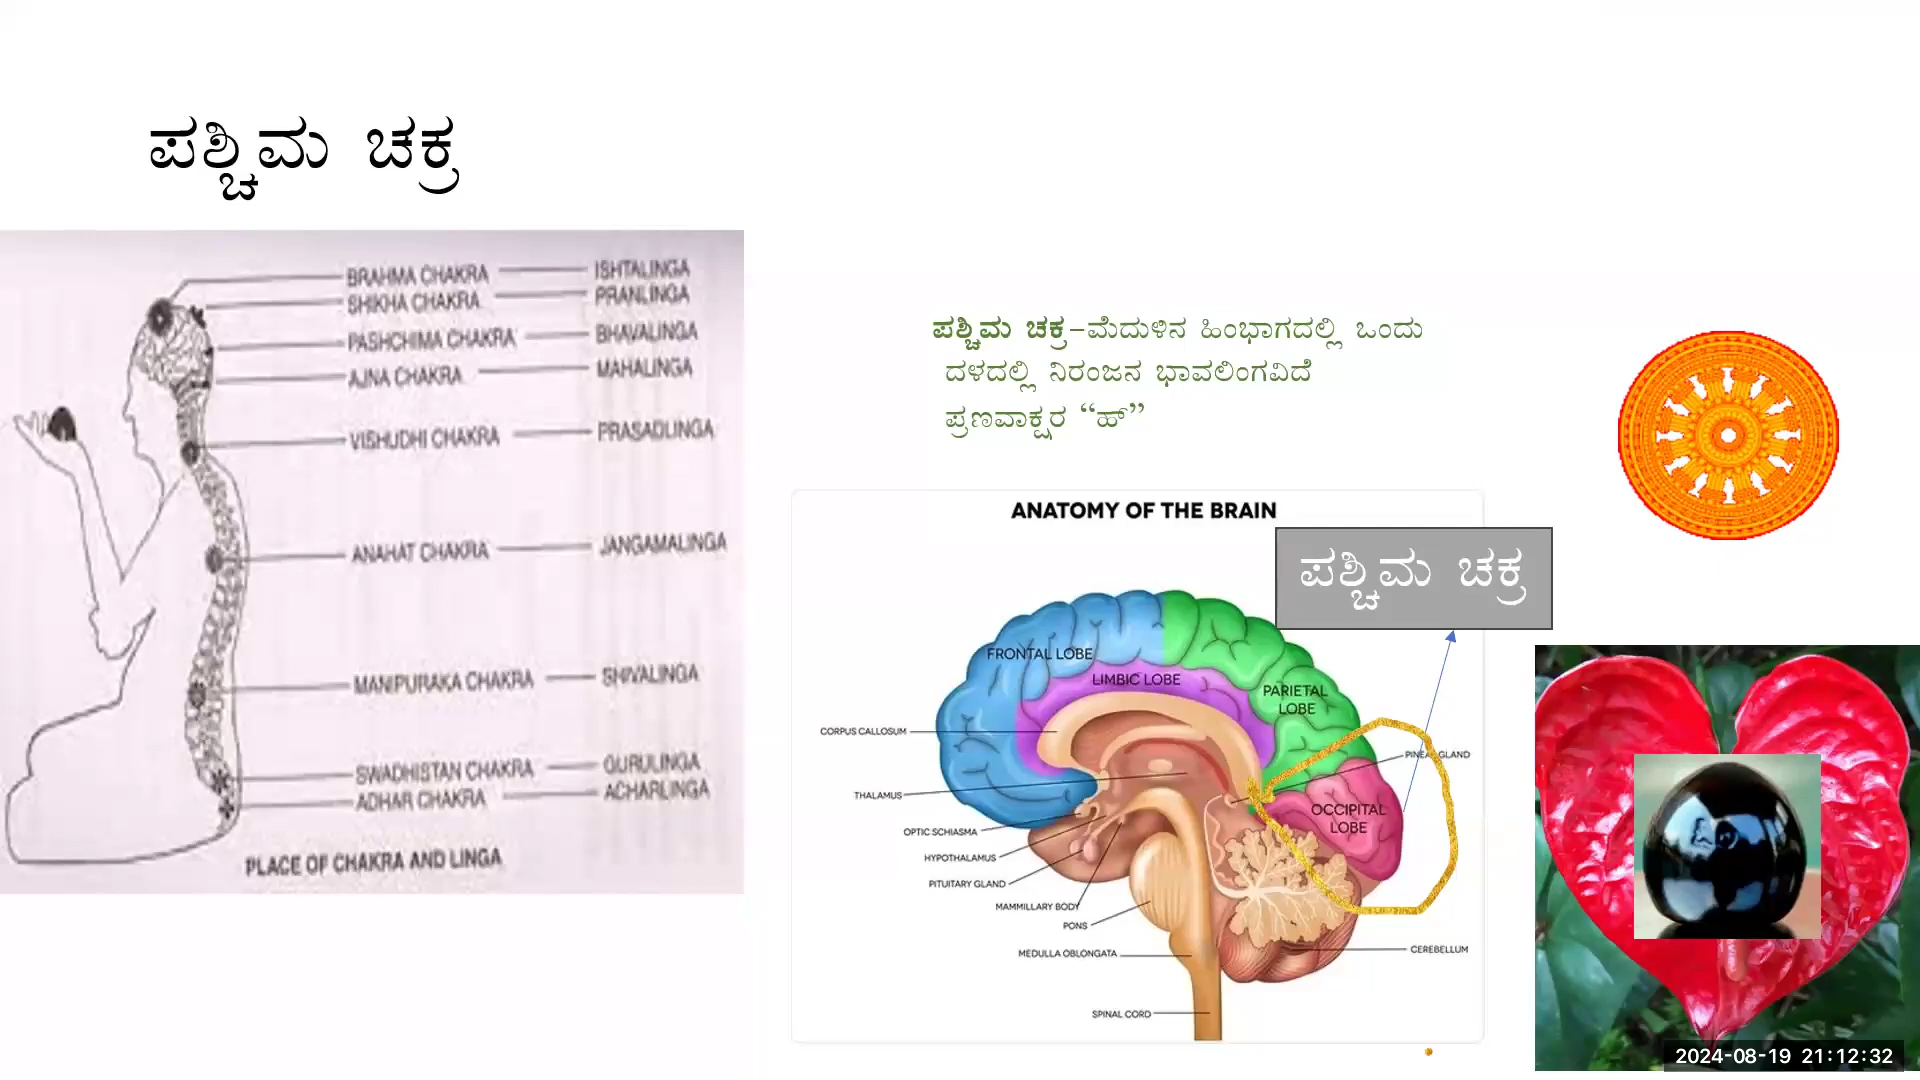 ಪಶ್ಚಿಮ ಚಕ್ರ
BRAHMA CHAKRA ISHTALINGA
SHIKHA CHAKRA PRANLINGA
PASHCHIMA CHAKRA BHAVALINGA
AJNA CHAKRA MAHALINGA
VISHUDHI CHAKRA PRASADLINGA
ANAHAT CHAKRA JANGAMALINGA
MANIPURAKA CHAKRA SHIVALINGA
SWADHISTAN CHAKRA GURULINGA
ADHAR CHAKRA ACHARLINGA
PLACE OF CHAKRA AND LINGA
ಪಶ್ಚಿಮ ಚಕ್ರ-ಮೆದುಳಿನ ಹಿಂಭಾಗದಲ್ಲಿ ಒಂದು
ದಳದಲ್ಲಿ ನಿರಂಜನ ಭಾವಲಿಂಗವಿದೆ
ಪ್ರಣವಾಕ್ಷರ “ಹ್”
ANATOMY OF THE BRAIN
ಪಶ್ಚಿಮ ಚಕ್ರ
FRONTAL LOBE
LIMBIC LOBE
PARIETAL
LOBE
CORPUS CALLOSUM
PINEAL GLAND
THALAMUS
OCCIPITAL
LOBE
OPTIC SCHIASMA
HYPOTHALAMUS
PITUITARY GLAND
MAMMILLARY BODY
PONS
MEDULLA OBLONGATA
CEREBELLUM
SPINAL CORD
2024-08-19 21:12:32